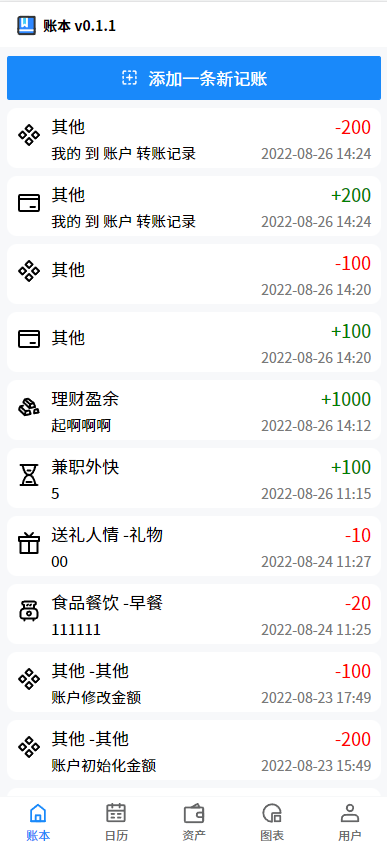 账本 v0.1.1
添加一条新记账
其他 -200
我的 到 账户 转账记录 2022-08-26 14:24
其他 +200
我的 到 账户 转账记录 2022-08-26 14:24
其他 -100
2022-08-26 14:20
其他 +100
2022-08-26 14:20
理财盈余 +1000
起啊啊啊 2022-08-26 14:12
兼职外快 +100
5 2022-08-26 11:15
送礼人情 -礼物 -10
00 2022-08-24 11:27
食品餐饮 -早餐 -20
111111 2022-08-24 11:25
其他 -其他 -100
账户修改金额 2022-08-23 17:49
其他 -其他 -200
账户初始化金额 2022-08-23 15:49
账本 日历 资产 图表 用户